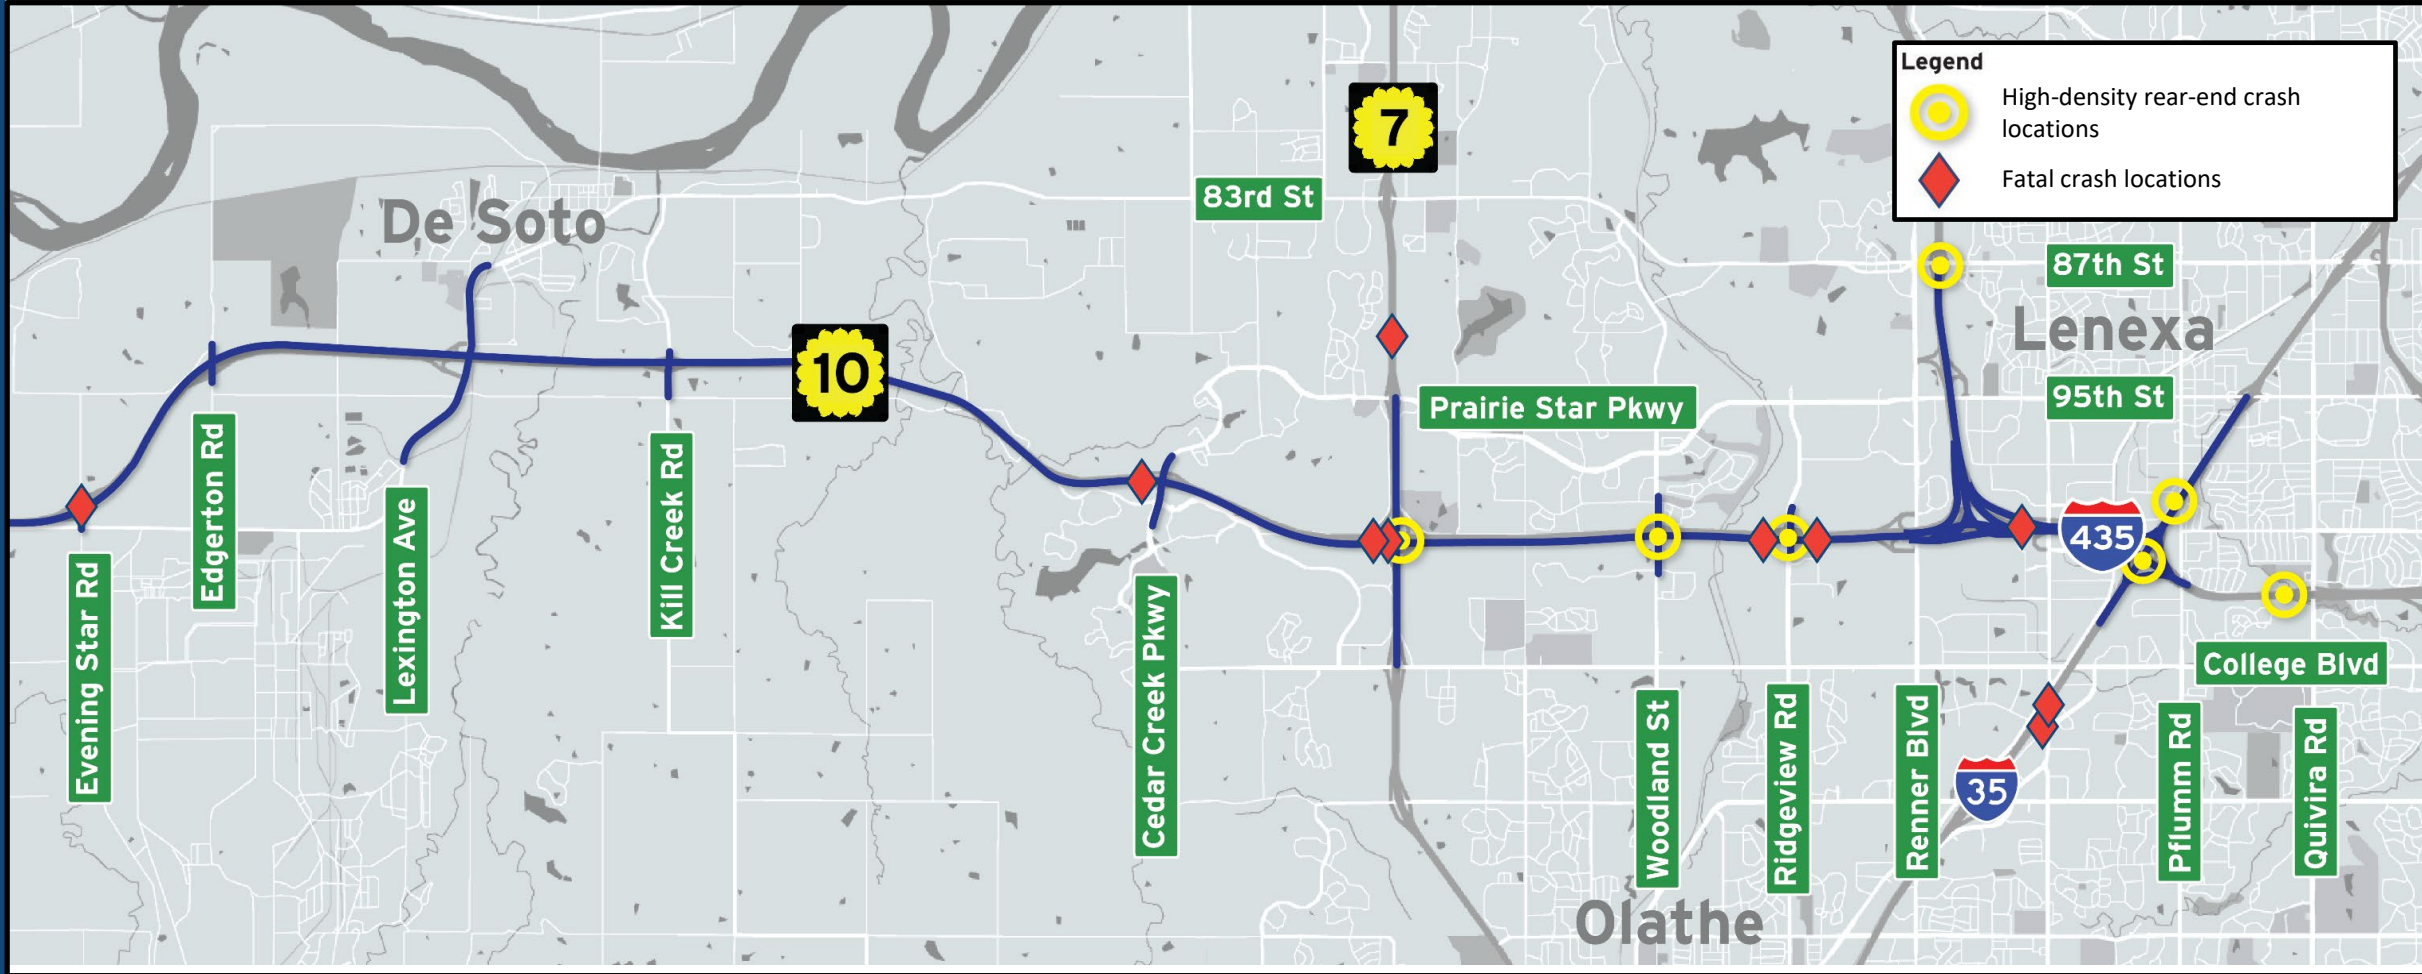 Legend
High-density rear-end crash
locations
Fatal crash locations
7
83rd St
De Soto
87th St
Lenexa
10
Prairie Star Pkwy
95th St
Edgerton Rd
Kill Creek Rd
Lexington Ave
Evening Star Rd
Cedar Creek Pkwy
435
College Blvd
Woodland St
Ridgeview Rd
Renner Blvd
35
Pflumm Rd
Quivira Rd
Olathe